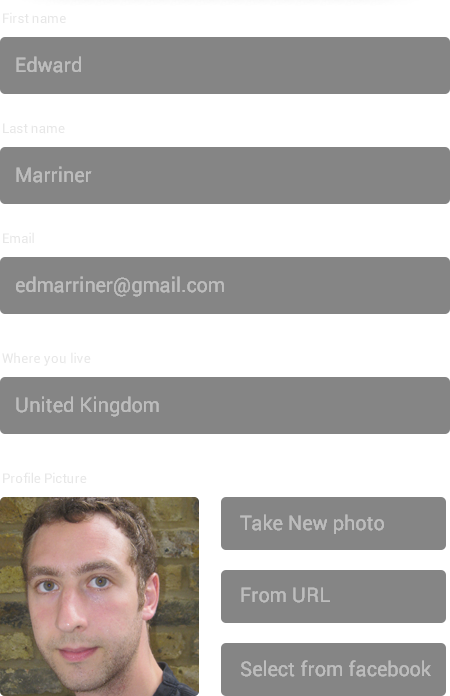 First name
Edward
Last name
Marriner
Email
edmarriner@gmail.com
Where you live
United Kingdom
Profile Picture
Take New photo
From URL
Select from facebook